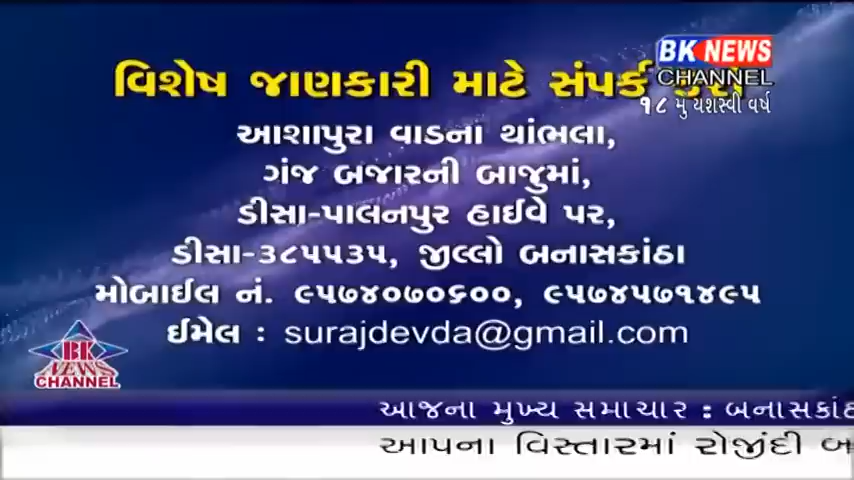 BK NEWS
CHANNEL
૧૮ મું યશસ્વી વર્ષ
વિશેષ જાણકારી માટે સંપર્ક કરો
આશાપુરા વાડના થાંભલા,
ગંજ બજારની બાજુમાં,
ડીસા-પાલનપુર હાઈવે પર,
ડીસા-૩૮૫૫૩૫, જીલ્લો બનાસકાંઠા
મોબાઈલ નં. ૯૫૭૪૦૭૦૬૦૦, ૯૫૭૪૫૭૧૪૯૫
ઈમેલ : surajdevda@gmail.com
BK
NEWS
CHANNEL
આજના મુખ્ય સમાચાર : બનાસકાંઠ
આપના વિસ્તારમાં રોજીંદી બ